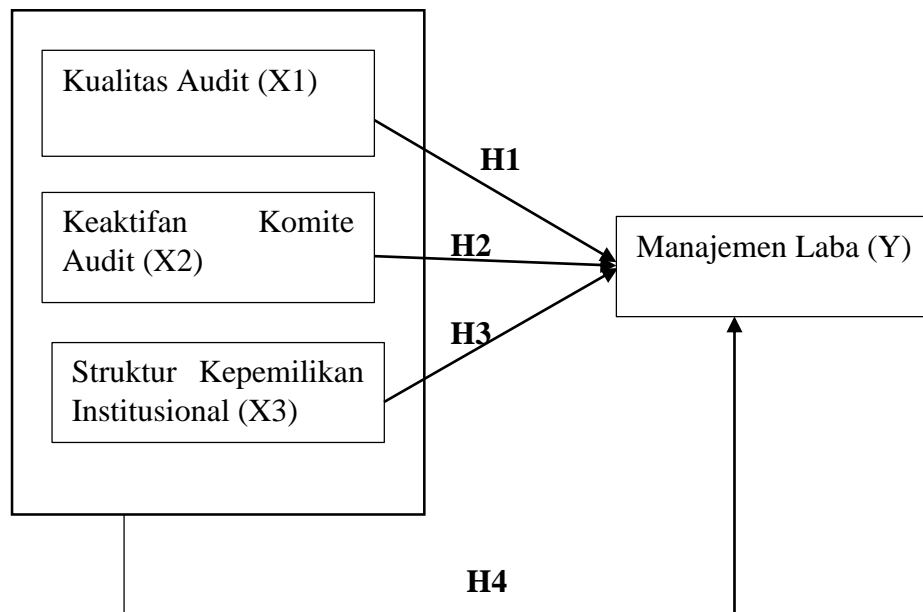 Kualitas Audit (X1)
H1
Keaktifan Komite
Audit (X2)
H2
Manajemen Laba (Y)
H3
Struktur Kepemilikan
Institusional (X3)
H4